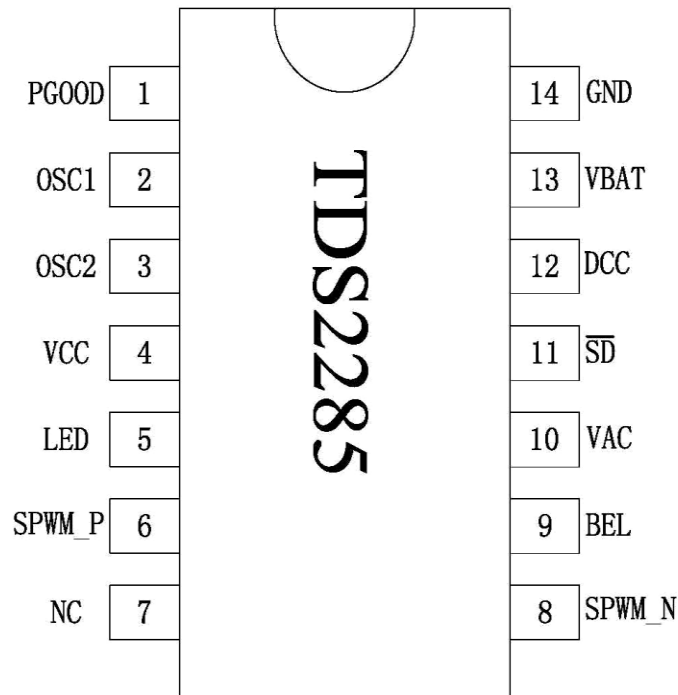 PGOOD 1 14 GND
OSC1 2 13 VBAT
OSC2 3 12 DCC
VCC 4 11 S̅D̅
LED 5 10 VAC
SPWM_P 6 9 BEL
NC 7 8 SPWM_N
TDS2285